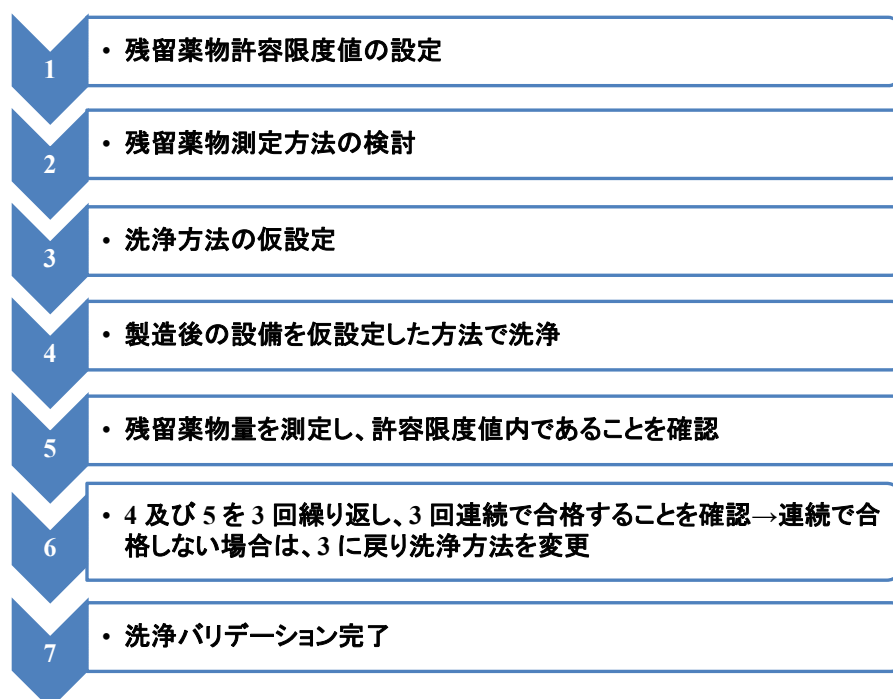 1
・残留薬物許容限度値の設定
2
・残留薬物測定方法の検討
3
・洗浄方法の仮設定
4
・製造後の設備を仮設定した方法で洗浄
5
・残留薬物量を測定し、許容限度値内であることを確認
6
・4 及び 5 を 3 回繰り返し、3 回連続で合格することを確認→連続で合
格しない場合は、3 に戻り洗浄方法を変更
7
・洗浄バリデーション完了